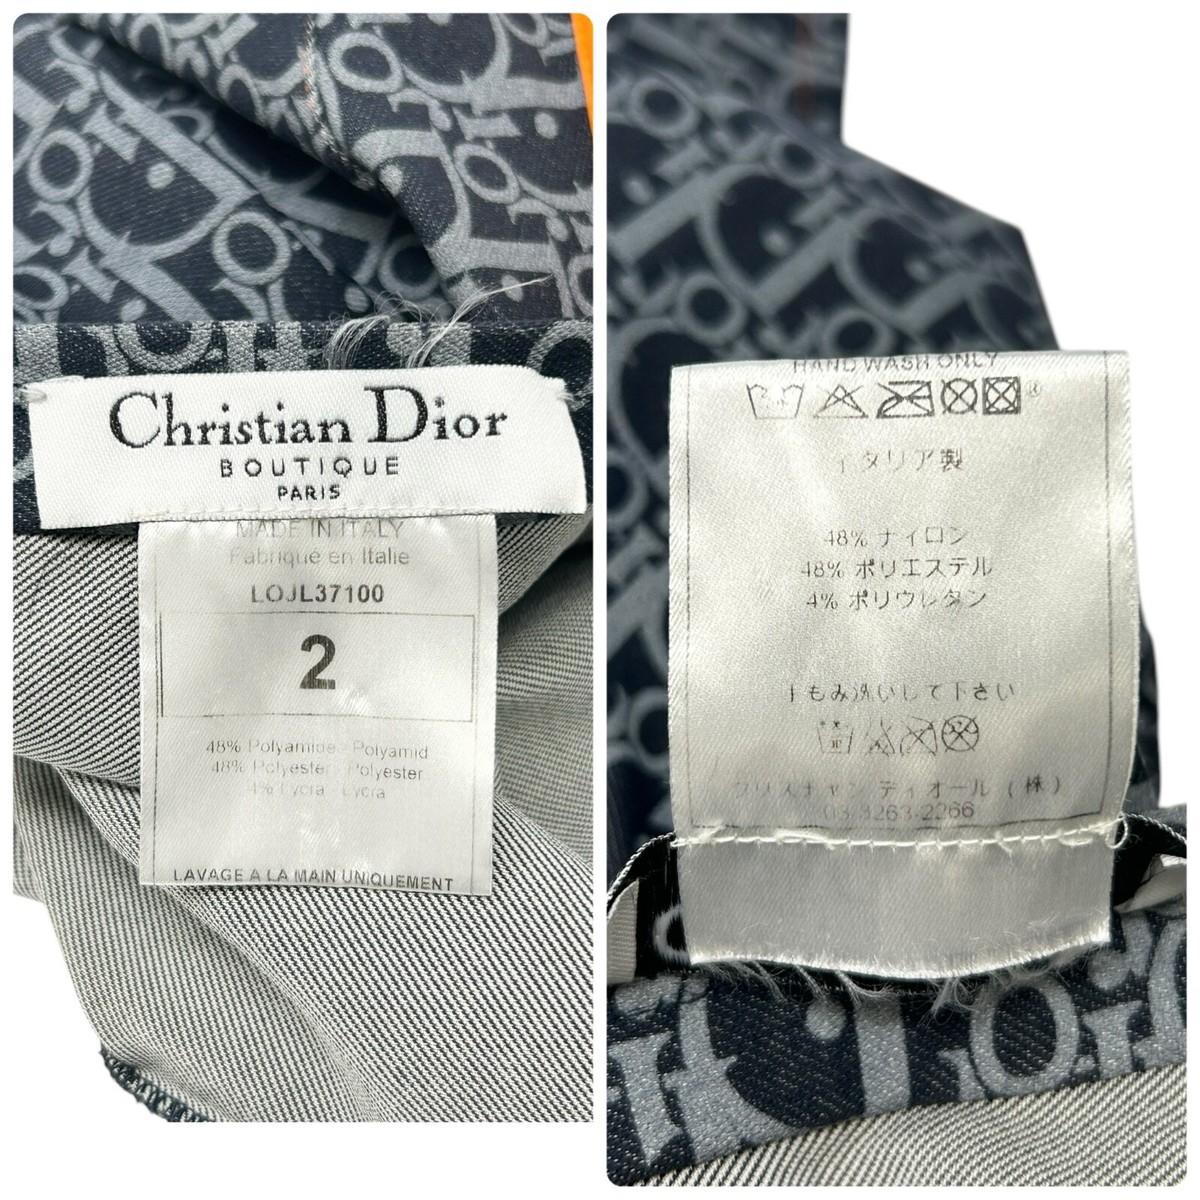 Christian Dior
BOUTIQUE
PARIS
MADE IN ITALY
Fabriqué en Italie
LOJL37100
2
48% Polyamide - Polyamid
48% Polyester - Polyester
4% Lycra - Lycra
LAVAGE A LA MAIN UNIQUEMENT
HAND WASH ONLY
イタリア製
48% ナイロン
48% ポリエステル
4% ポリウレタン
手もみ洗いして下さい
クリスチャン ディオール (株)
03-3263-2266